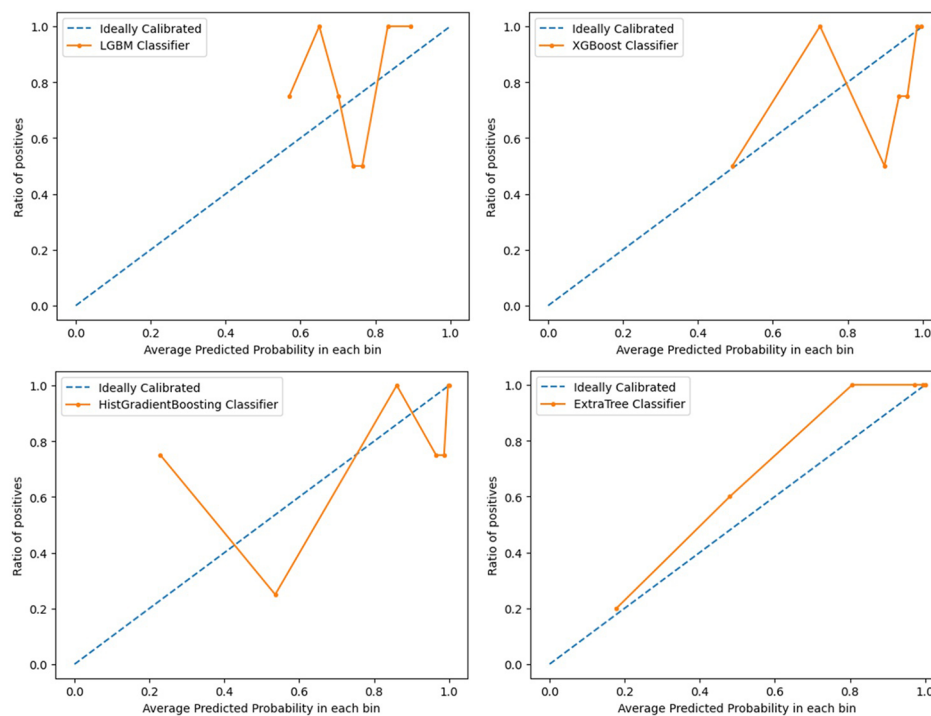 Ideally Calibrated
LGBM Classifier
1.0
0.8
0.6
0.4
0.2
0.0
Ratio of positives
0.0 0.2 0.4 0.6 0.8 1.0
Average Predicted Probability in each bin
Ideally Calibrated
XGBoost Classifier
1.0
0.8
0.6
0.4
0.2
0.0
Ratio of positives
0.0 0.2 0.4 0.6 0.8 1.0
Average Predicted Probability in each bin
Ideally Calibrated
HistGradientBoosting Classifier
1.0
0.8
0.6
0.4
0.2
0.0
Ratio of positives
0.0 0.2 0.4 0.6 0.8 1.0
Average Predicted Probability in each bin
Ideally Calibrated
ExtraTree Classifier
1.0
0.8
0.6
0.4
0.2
0.0
Ratio of positives
0.0 0.2 0.4 0.6 0.8 1.0
Average Predicted Probability in each bin